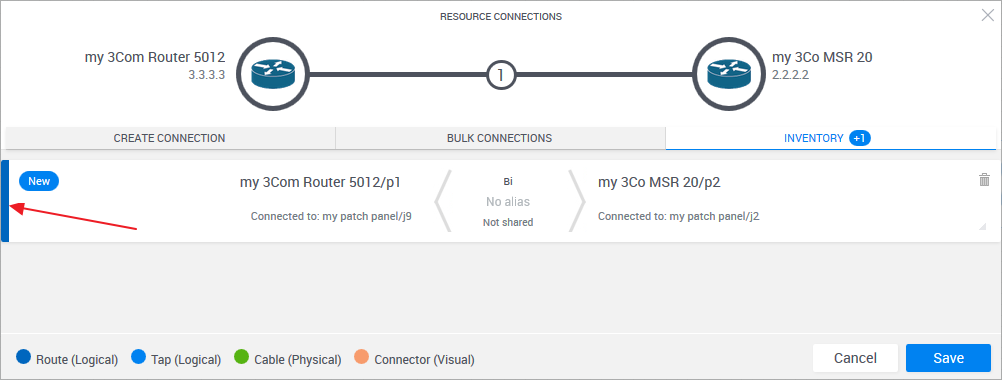 RESOURCE CONNECTIONS
my 3Com Router 5012
3.3.3.3
1
my 3Co MSR 20
2.2.2.2
CREATE CONNECTION
BULK CONNECTIONS
INVENTORY +1
New
my 3Com Router 5012/p1
Connected to: my patch panel/j9
Bi
No alias
Not shared
my 3Co MSR 20/p2
Connected to: my patch panel/j2
Route (Logical)
Tap (Logical)
Cable (Physical)
Connector (Visual)
Cancel
Save